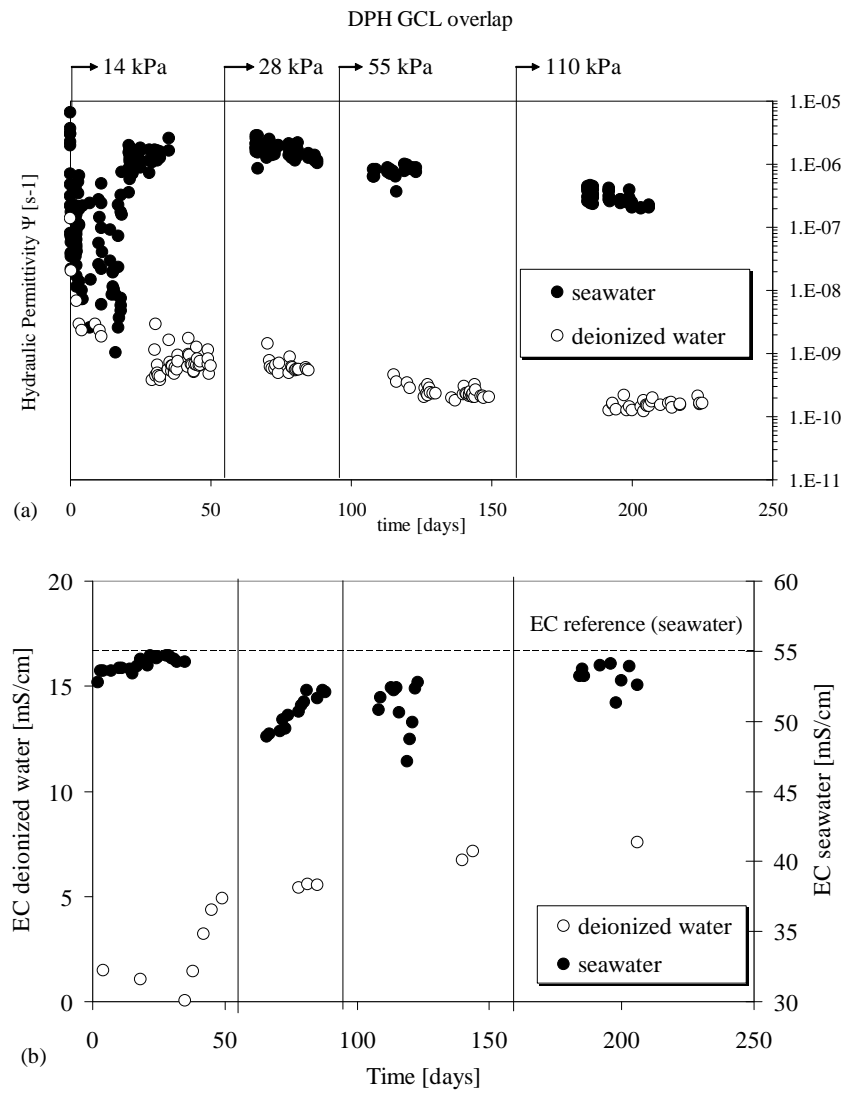 DPH GCL overlap
14 kPa 28 kPa 55 kPa 110 kPa
Hydraulic Permittivity Ψ [s-1]
1.E-05
1.E-06
1.E-07
1.E-08
1.E-09
1.E-10
1.E-11
seawater
deionized water
0 50 100 150 200 250
(a)
time [days]
EC deionized water [mS/cm]
20
15
10
5
0
60
55
50
45
40
35
30
EC seawater [mS/cm]
EC reference (seawater)
deionized water
seawater
0 50 100 150 200 250
(b)
Time [days]